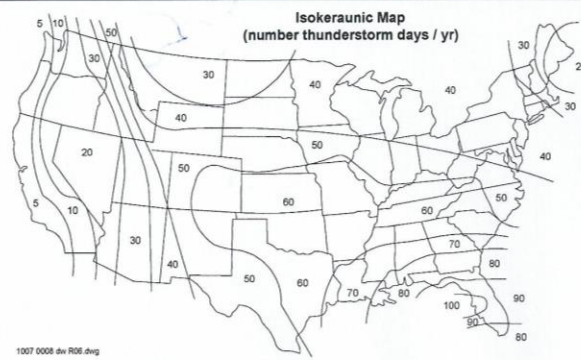 Isokeraunic Map
(number thunderstorm days / yr)
5 10 50 30
30
30 40 40 2
30
40
20 50 50 40
5 10 60 60 50
30 40 70 80
50 60 70 80 100 90 90 80
1007 0008 dw R06.dwg